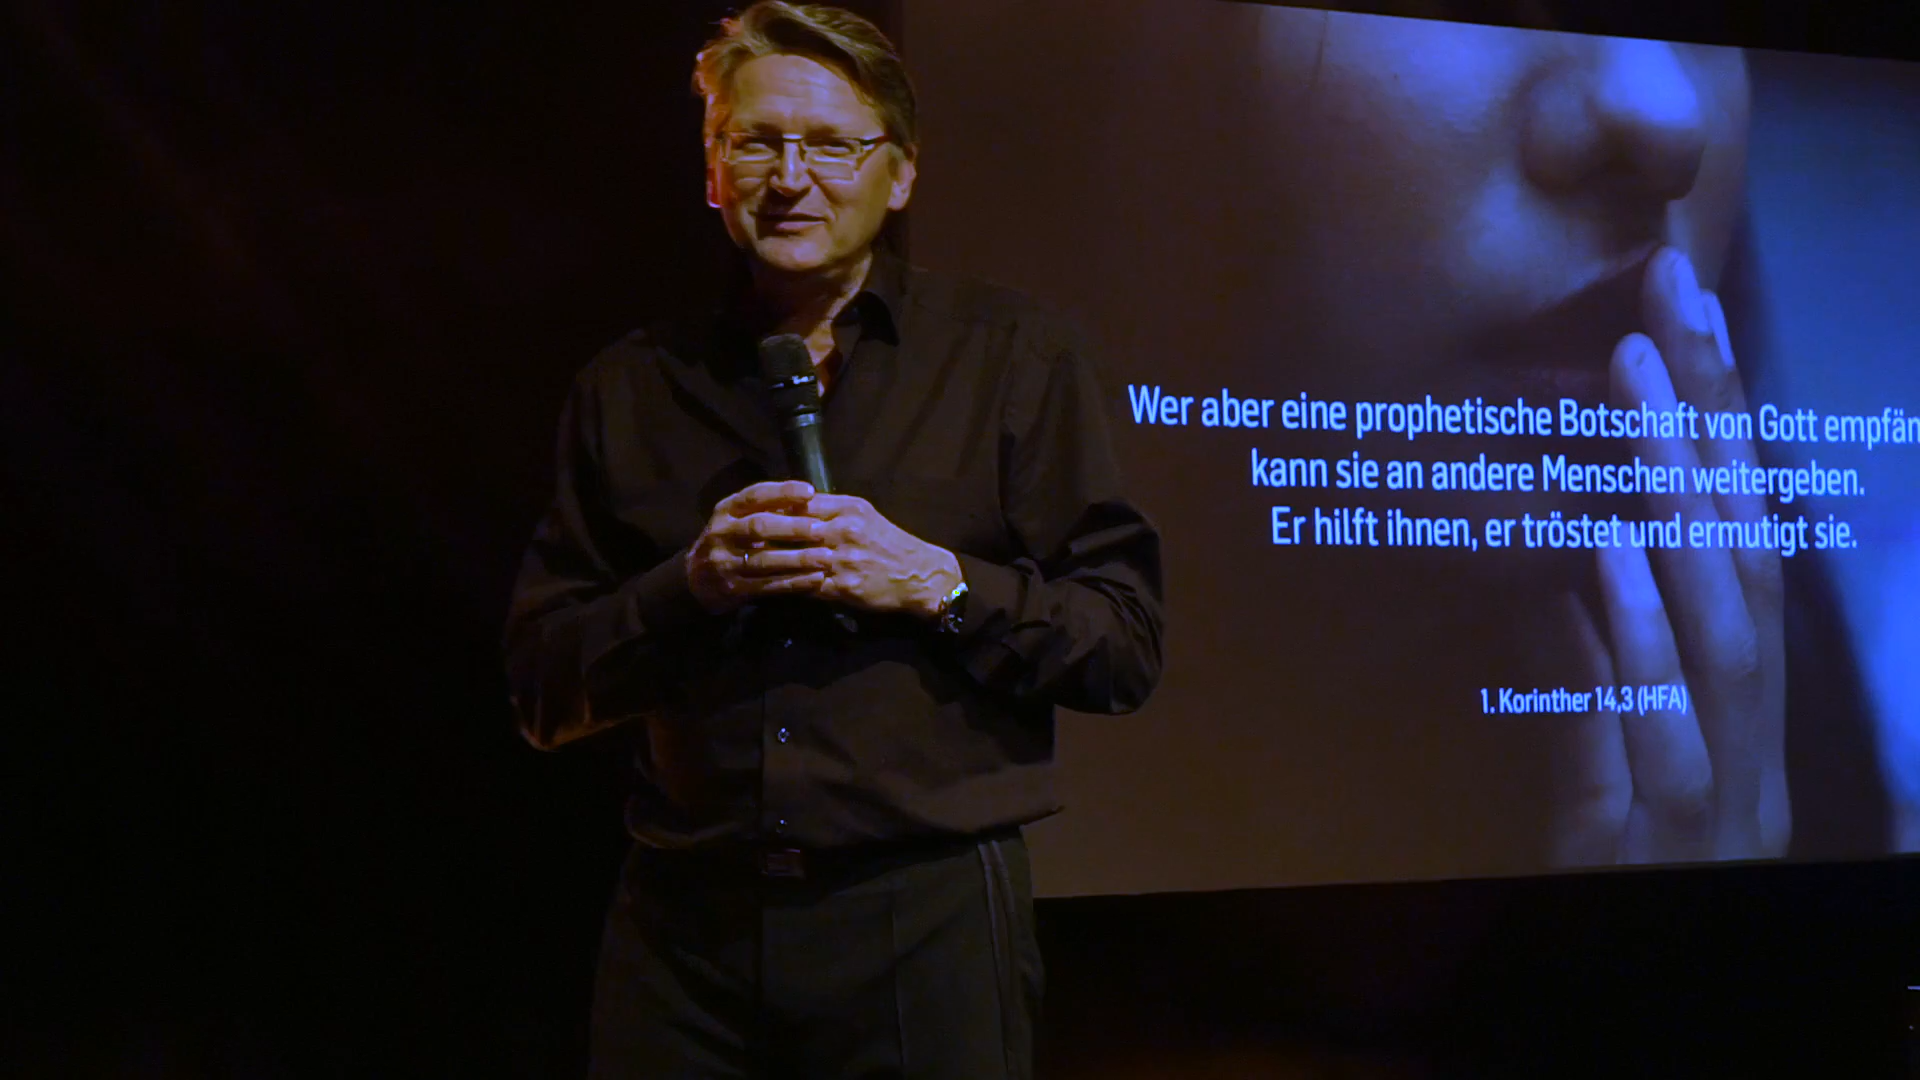 Wer aber eine prophetische Botschaft von Gott
kann sie an andere Menschen weitergeben.
Er hilft ihnen, er tröstet und ermutigt sie.
1. Korinther 14,3 (HFA)